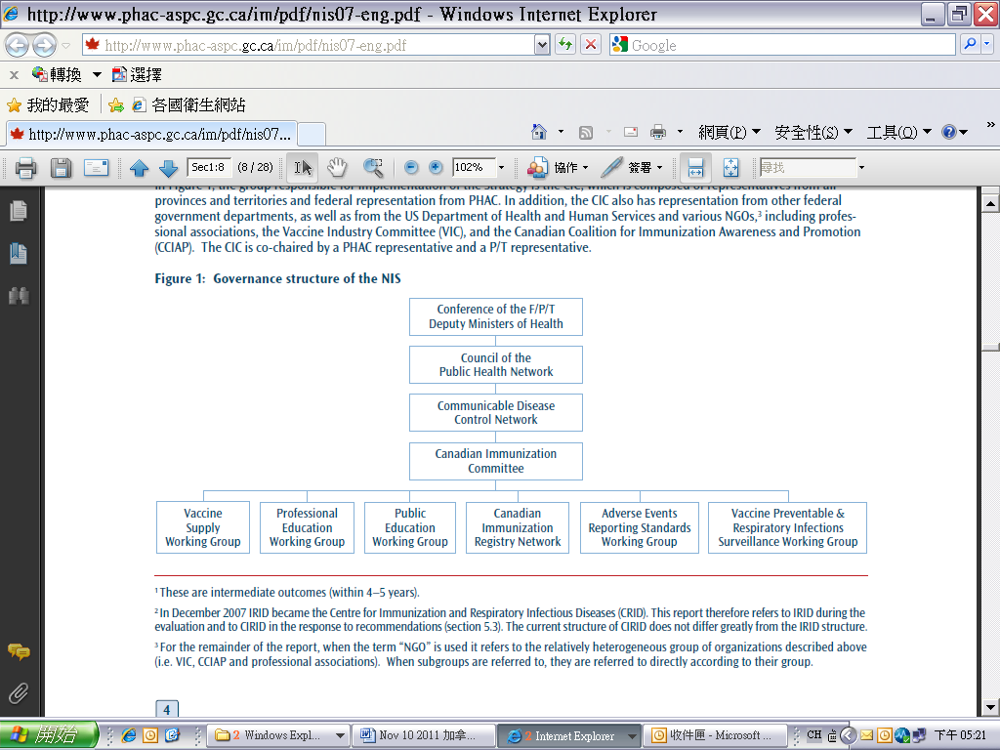 http://www.phac-aspc.gc.ca/im/pdf/nis07-eng.pdf - Windows Internet Explorer
http://www.phac-aspc.gc.ca/im/pdf/nis07-eng.pdf
Google
x 轉換 選擇
我的最愛 各國衛生網站
http://www.phac-aspc.gc.ca/im/pdf/nis07... 網頁(P) 安全性(S) 工具(O) »
Sec1:8 (8 / 28) 102% 協作 簽署 尋找
in Figure 1, the group responsible for implementation of the strategy is the CIC, which is composed of representatives from all
provinces and territories and federal representation from PHAC. In addition, the CIC also has representation from other federal
government departments, as well as from the US Department of Health and Human Services and various NGOs,³ including profes-
sional associations, the Vaccine Industry Committee (VIC), and the Canadian Coalition for Immunization Awareness and Promotion
(CCIAP). The CIC is co-chaired by a PHAC representative and a P/T representative.
Figure 1: Governance structure of the NIS
Conference of the F/P/T
Deputy Ministers of Health
Council of the
Public Health Network
Communicable Disease
Control Network
Canadian Immunization
Committee
Vaccine
Supply
Working Group
Professional
Education
Working Group
Public
Education
Working Group
Canadian
Immunization
Registry Network
Adverse Events
Reporting Standards
Working Group
Vaccine Preventable &
Respiratory Infections
Surveillance Working Group
¹ These are intermediate outcomes (within 4–5 years).
² In December 2007 IRID became the Centre for Immunization and Respiratory Infectious Diseases (CRID). This report therefore refers to IRID during the
evaluation and to CIRID in the response to recommendations (section 5.3). The current structure of CIRID does not differ greatly from the IRID structure.
³ For the remainder of the report, when the term “NGO” is used it refers to the relatively heterogeneous group of organizations described above
(i.e. VIC, CCIAP and professional associations). When subgroups are referred to, they are referred to directly according to their group.
4
開始 2 Windows Expl... Nov 10 2011 加拿... 2 Internet Explorer 收件匣 - Microsoft ... CH 下午 05:21